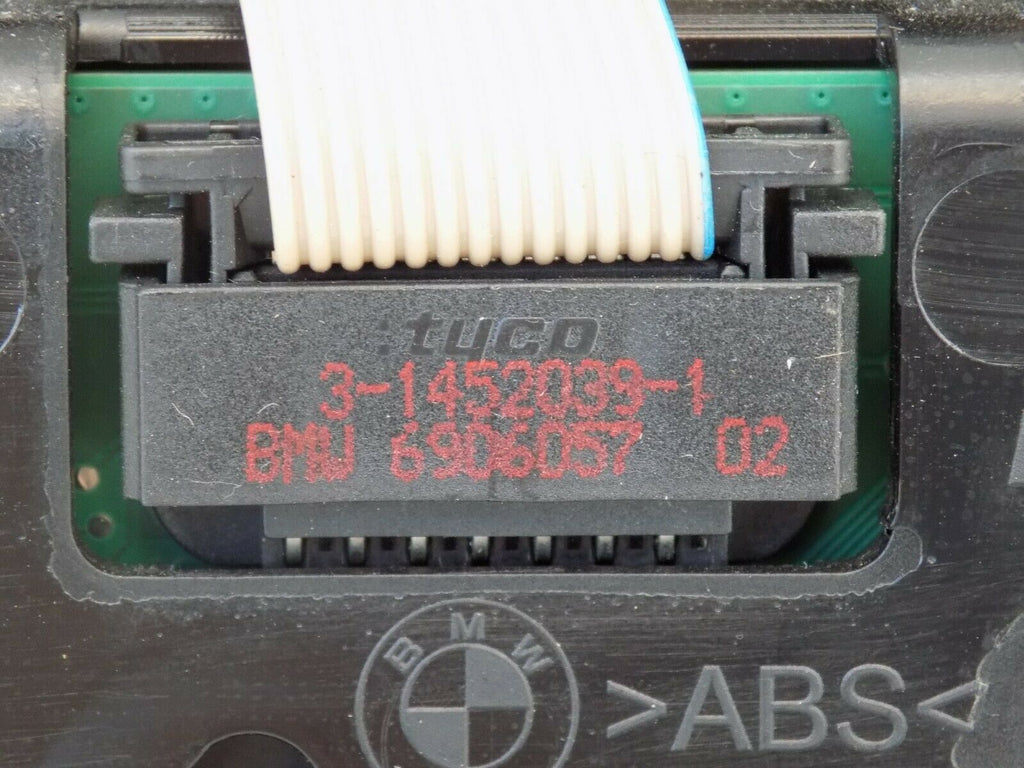 :tyco
3-1452039-1
BMW 6906057 02
BMW
>ABS<